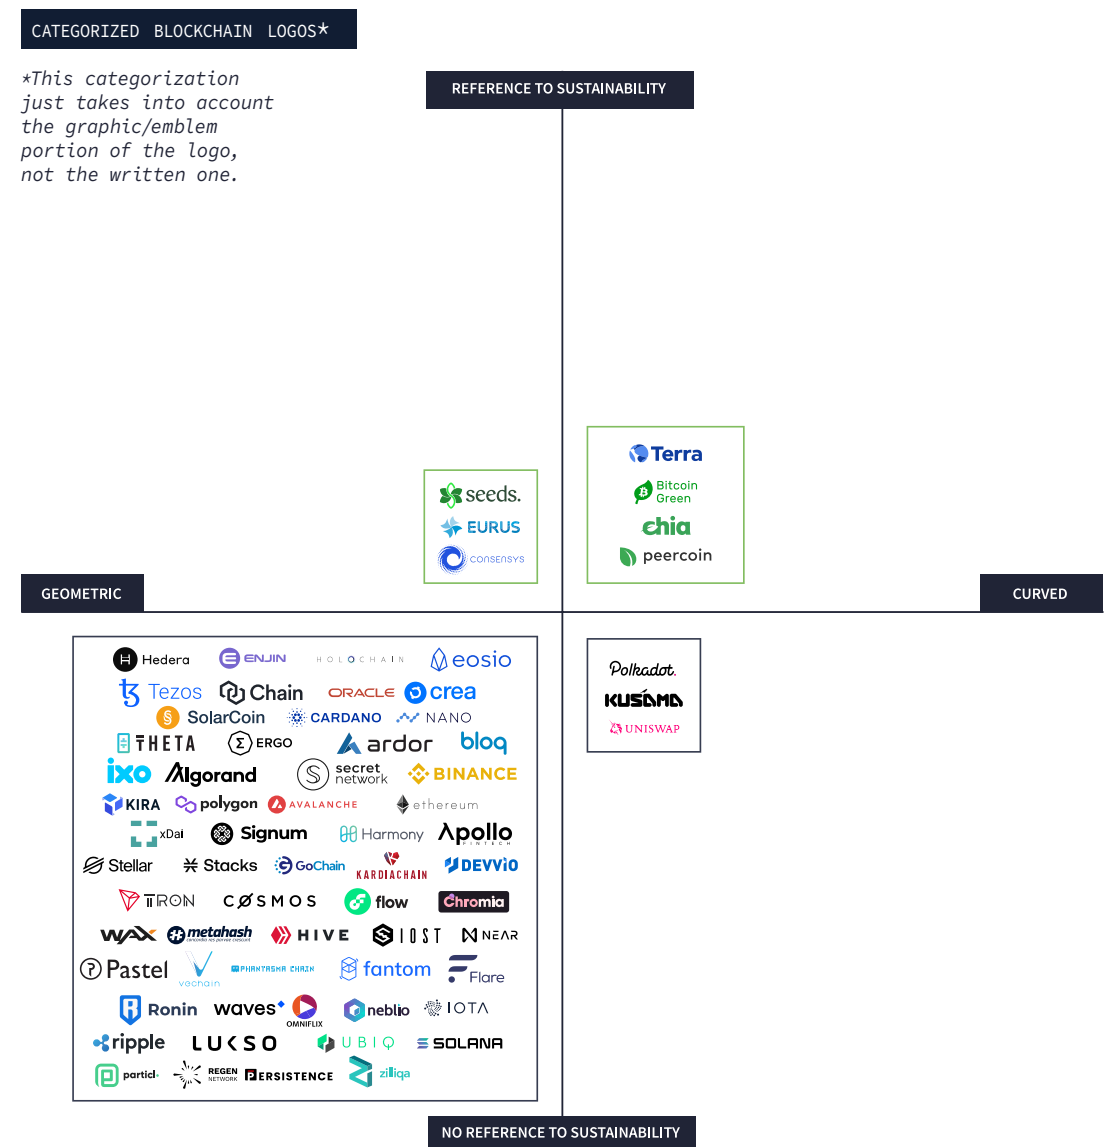 CATEGORIZED BLOCKCHAIN LOGOS*
*This categorization
just takes into account
the graphic/emblem
portion of the logo,
not the written one.
REFERENCE TO SUSTAINABILITY
seeds.
EURUS
CONSENSYS
Terra
Bitcoin
Green
chia
peercoin
GEOMETRIC
CURVED
Hedera ENJIN HOLOCHAIN eosio
Tezos Chain ORACLE crea
SolarCoin CARDANO NANO
THETA ERGO ardor bloq
ixo Algorand secret
network BINANCE
KIRA polygon AVALANCHE ethereum
xDai Signum Harmony Apollo
FINTECH
Stellar Stacks GoChain KARDIACHAIN DEVViO
TRON COSMOS flow Chromia
WAX metahash HIVE IOST NEAR
Pastel vechain PHANTASMA CHAIN fantom Flare
Ronin waves OMNIFLIX neblio IOTA
ripple LUKSO UBIQ SOLANA
particl. REGEN
NETWORK PERSISTENCE zilliqa
Polkadot.
KUSAMA
UNISWAP
NO REFERENCE TO SUSTAINABILITY